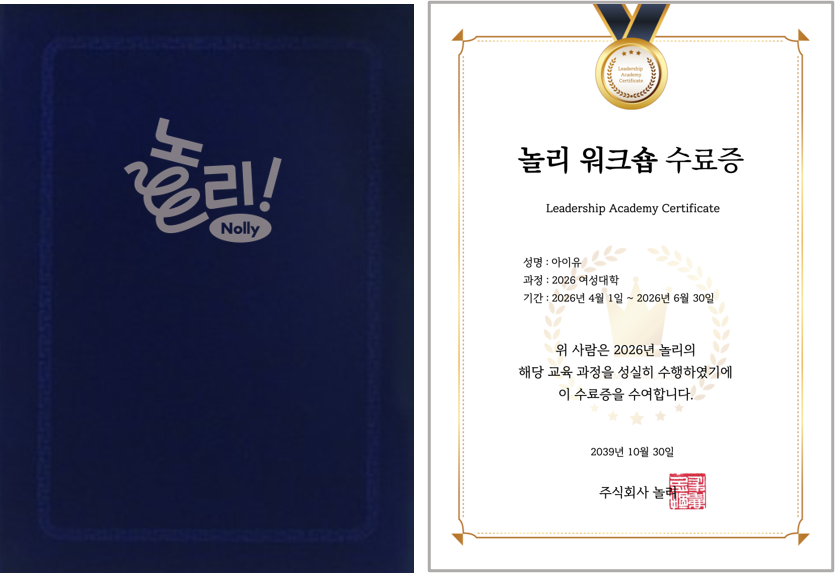 놀리!
Nolly
Leadership
Academy
Certificate
놀리 워크숍 수료증
Leadership Academy Certificate
성명 : 아이유
과정 : 2026 여성대학
기간 : 2026년 4월 1일 ~ 2026년 6월 30일
위 사람은 2026년 놀리의
해당 교육 과정을 성실히 수행하였기에
이 수료증을 수여합니다.
2039년 10월 30일
주식회사 놀리